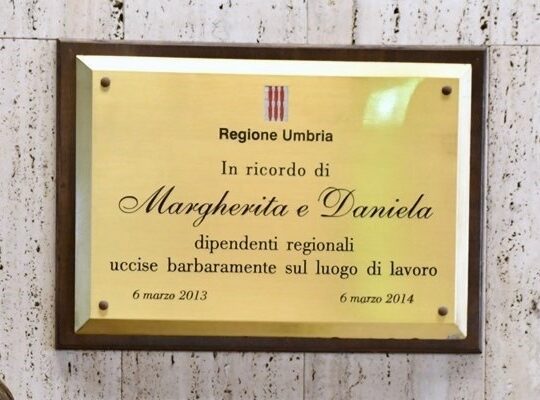 Regione Umbria
In ricordo di
Margherita e Daniela
dipendenti regionali
uccise barbaramente sul luogo di lavoro
6 marzo 2013 6 marzo 2014